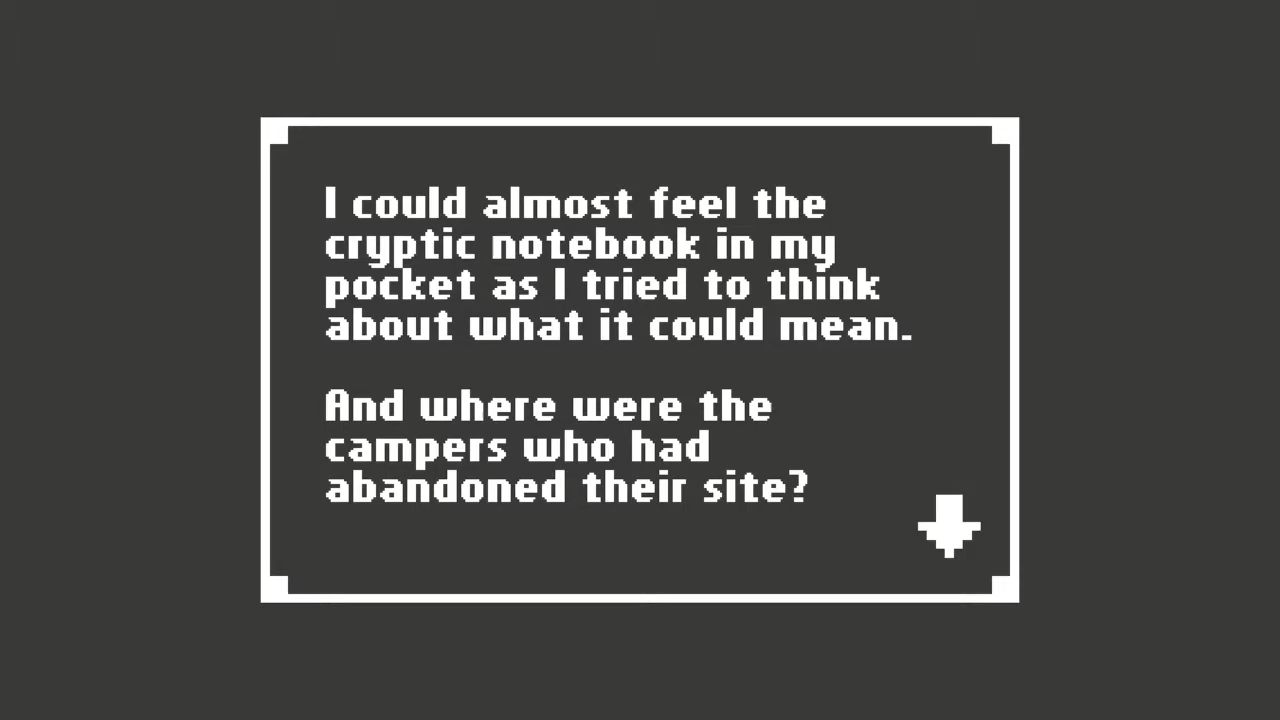 I could almost feel the
cryptic notebook in my
pocket as I tried to think
about what it could mean.
And where were the
campers who had
abandoned their site?